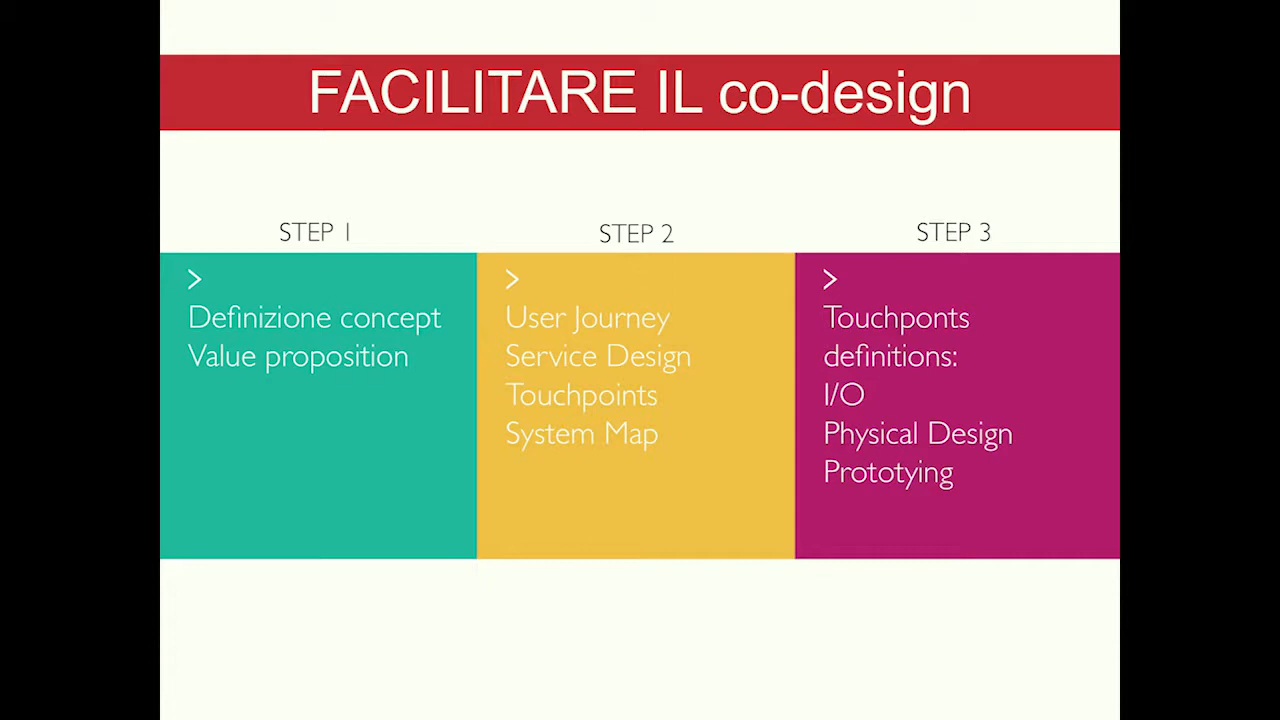 FACILITARE IL co-design
STEP 1
>
Definizione concept
Value proposition
STEP 2
>
User Journey
Service Design
Touchpoints
System Map
STEP 3
>
Touchponts
definitions:
I/O
Physical Design
Prototying